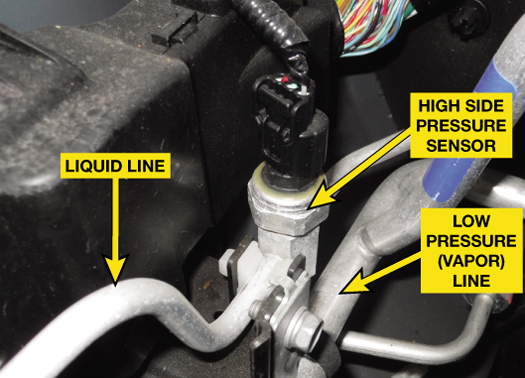 HIGH SIDE
PRESSURE
SENSOR
LIQUID LINE
LOW
PRESSURE
(VAPOR)
LINE